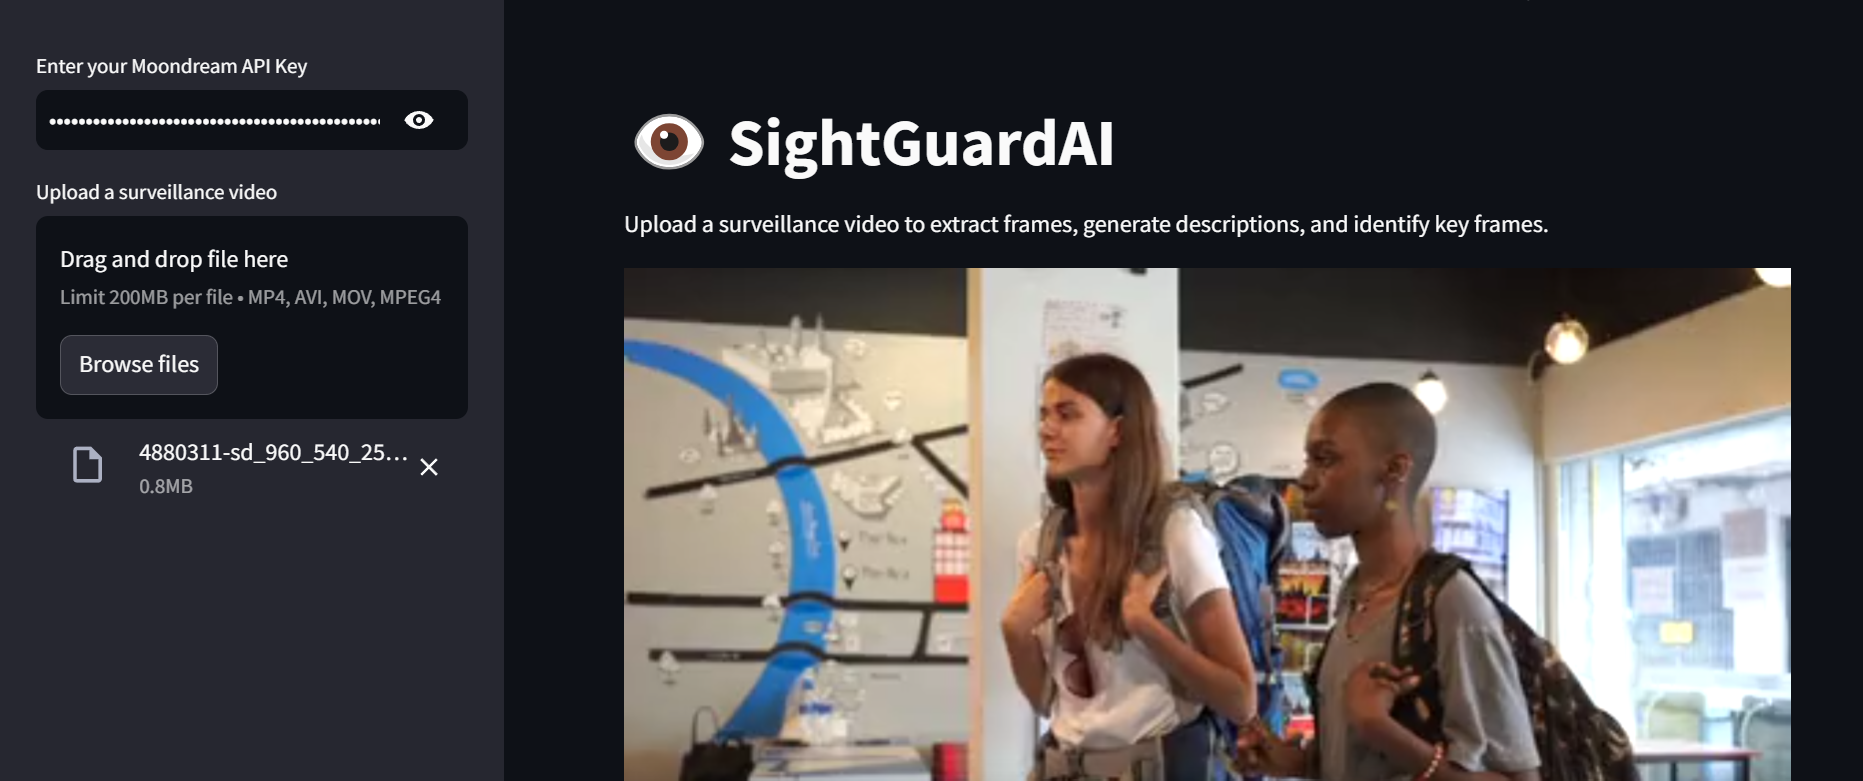 Enter your Moondream API Key
Upload a surveillance video
Drag and drop file here
Limit 200MB per file • MP4, AVI, MOV, MPEG4
Browse files
4880311-sd_960_540_25...
0.8MB
SightGuardAI
Upload a surveillance video to extract frames, generate descriptions, and identify key frames.